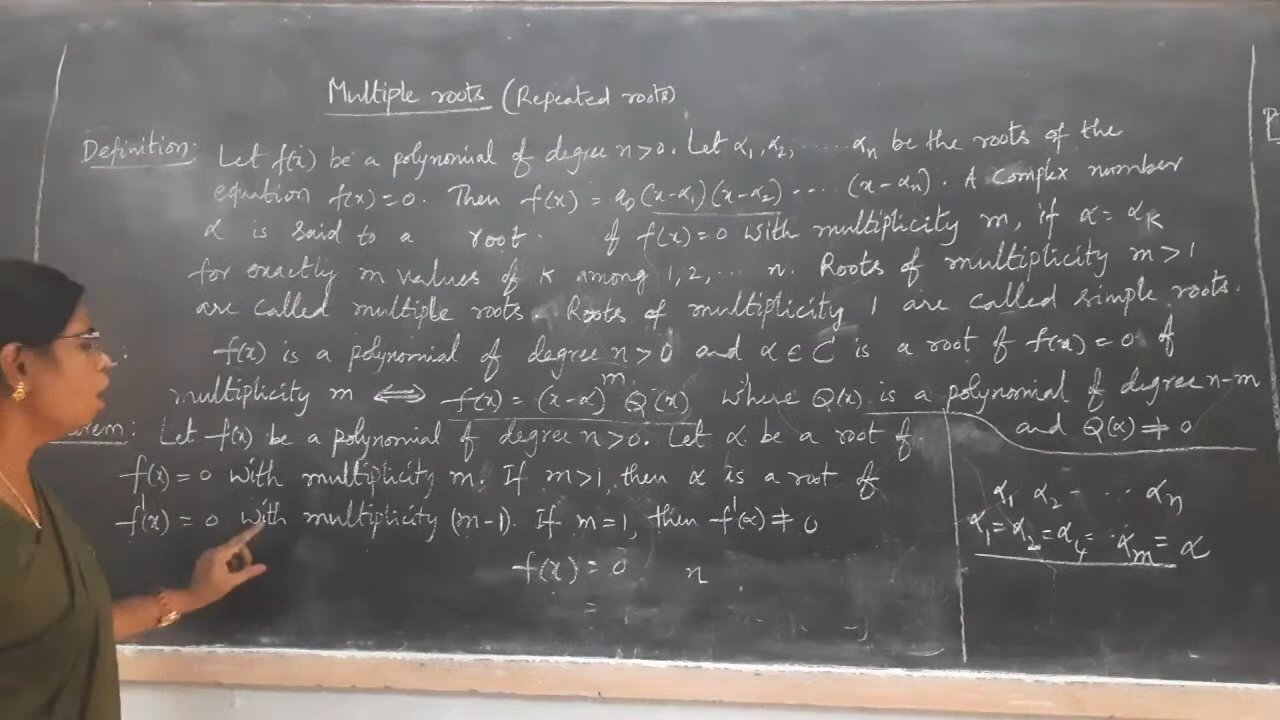 Multiple roots (Repeated roots)
Definition: Let f(x) be a polynomial of degree n>0. Let α₁, α₂, ..... αₙ be the roots of the
equation f(x)=0. Then f(x) = a₀ (x-α₁)(x-α₂) .... (x-αₙ). A complex number
α is said to a root of f(x)=0 with multiplicity m, if α = αₖ
for exactly m values of k among 1,2, ... n. Roots of multiplicity m>1
are called multiple roots. Roots of multiplicity 1 are called simple roots.
: f(x) is a polynomial of degree n>0 and α∈C is a root of f(x)=0 of
multiplicity m ⟺ f(x) = (x-α)ᵐ Q(x) where Q(x) is a polynomial of degree n-m
and Q(α) ≠ 0
eorem: Let f(x) be a polynomial of degree n>0. Let α be a root of
f(x)=0 with multiplicity m. If m>1, then α is a root of
f'(x)=0 with multiplicity (m-1). If m=1, then f'(α) ≠ 0
f(x) = 0 n
=
α₁ α₂ - ... αₙ
α₁=α₂=α₄=...αₘ=α